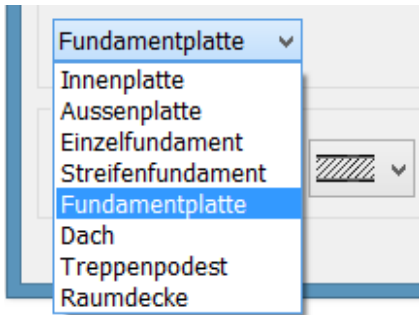 Fundamentplatte
Innenplatte
Aussenplatte
Einzelfundament
Streifenfundament
Fundamentplatte
Dach
Treppenpodest
Raumdecke